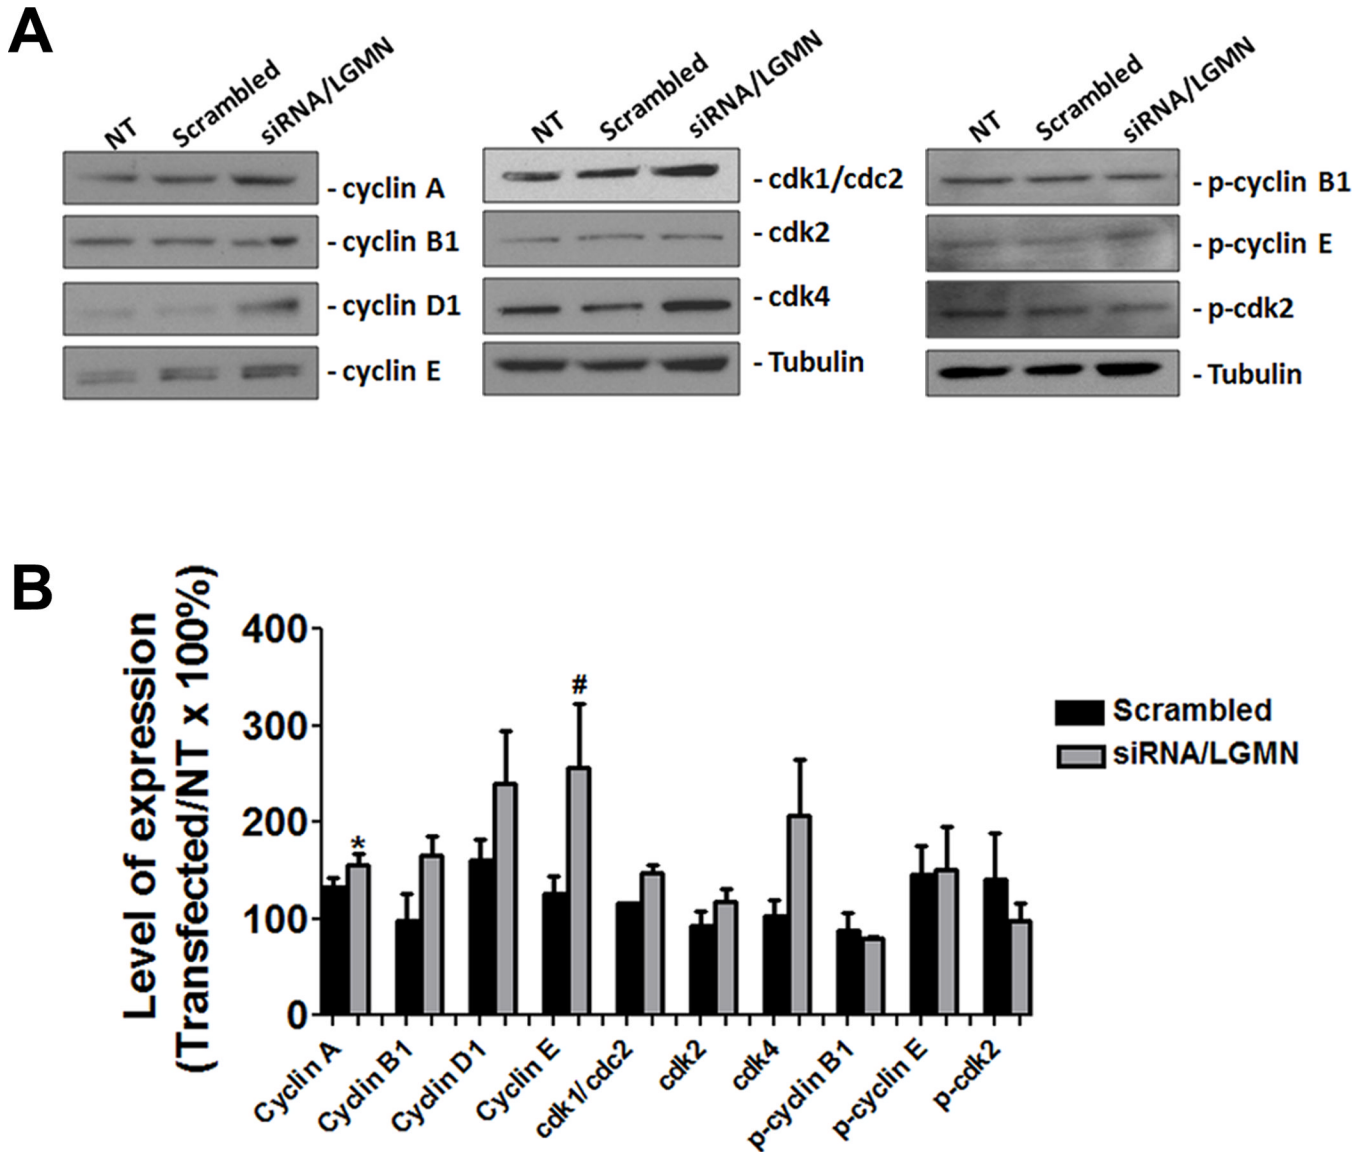 A
NT Scrambled siRNA/LGMN
NT Scrambled siRNA/LGMN
NT Scrambled siRNA/LGMN
- cyclin A
- cyclin B1
- cyclin D1
- cyclin E
- cdk1/cdc2
- cdk2
- cdk4
- Tubulin
- p-cyclin B1
- p-cyclin E
- p-cdk2
- Tubulin
B
Level of expression
(Transfected/NT x 100%)
400
300
200
100
0
*
#
Cyclin A
Cyclin B1
Cyclin D1
Cyclin E
cdk1/cdc2
cdk2
cdk4
p-cyclin B1
p-cyclin E
p-cdk2
Scrambled
siRNA/LGMN